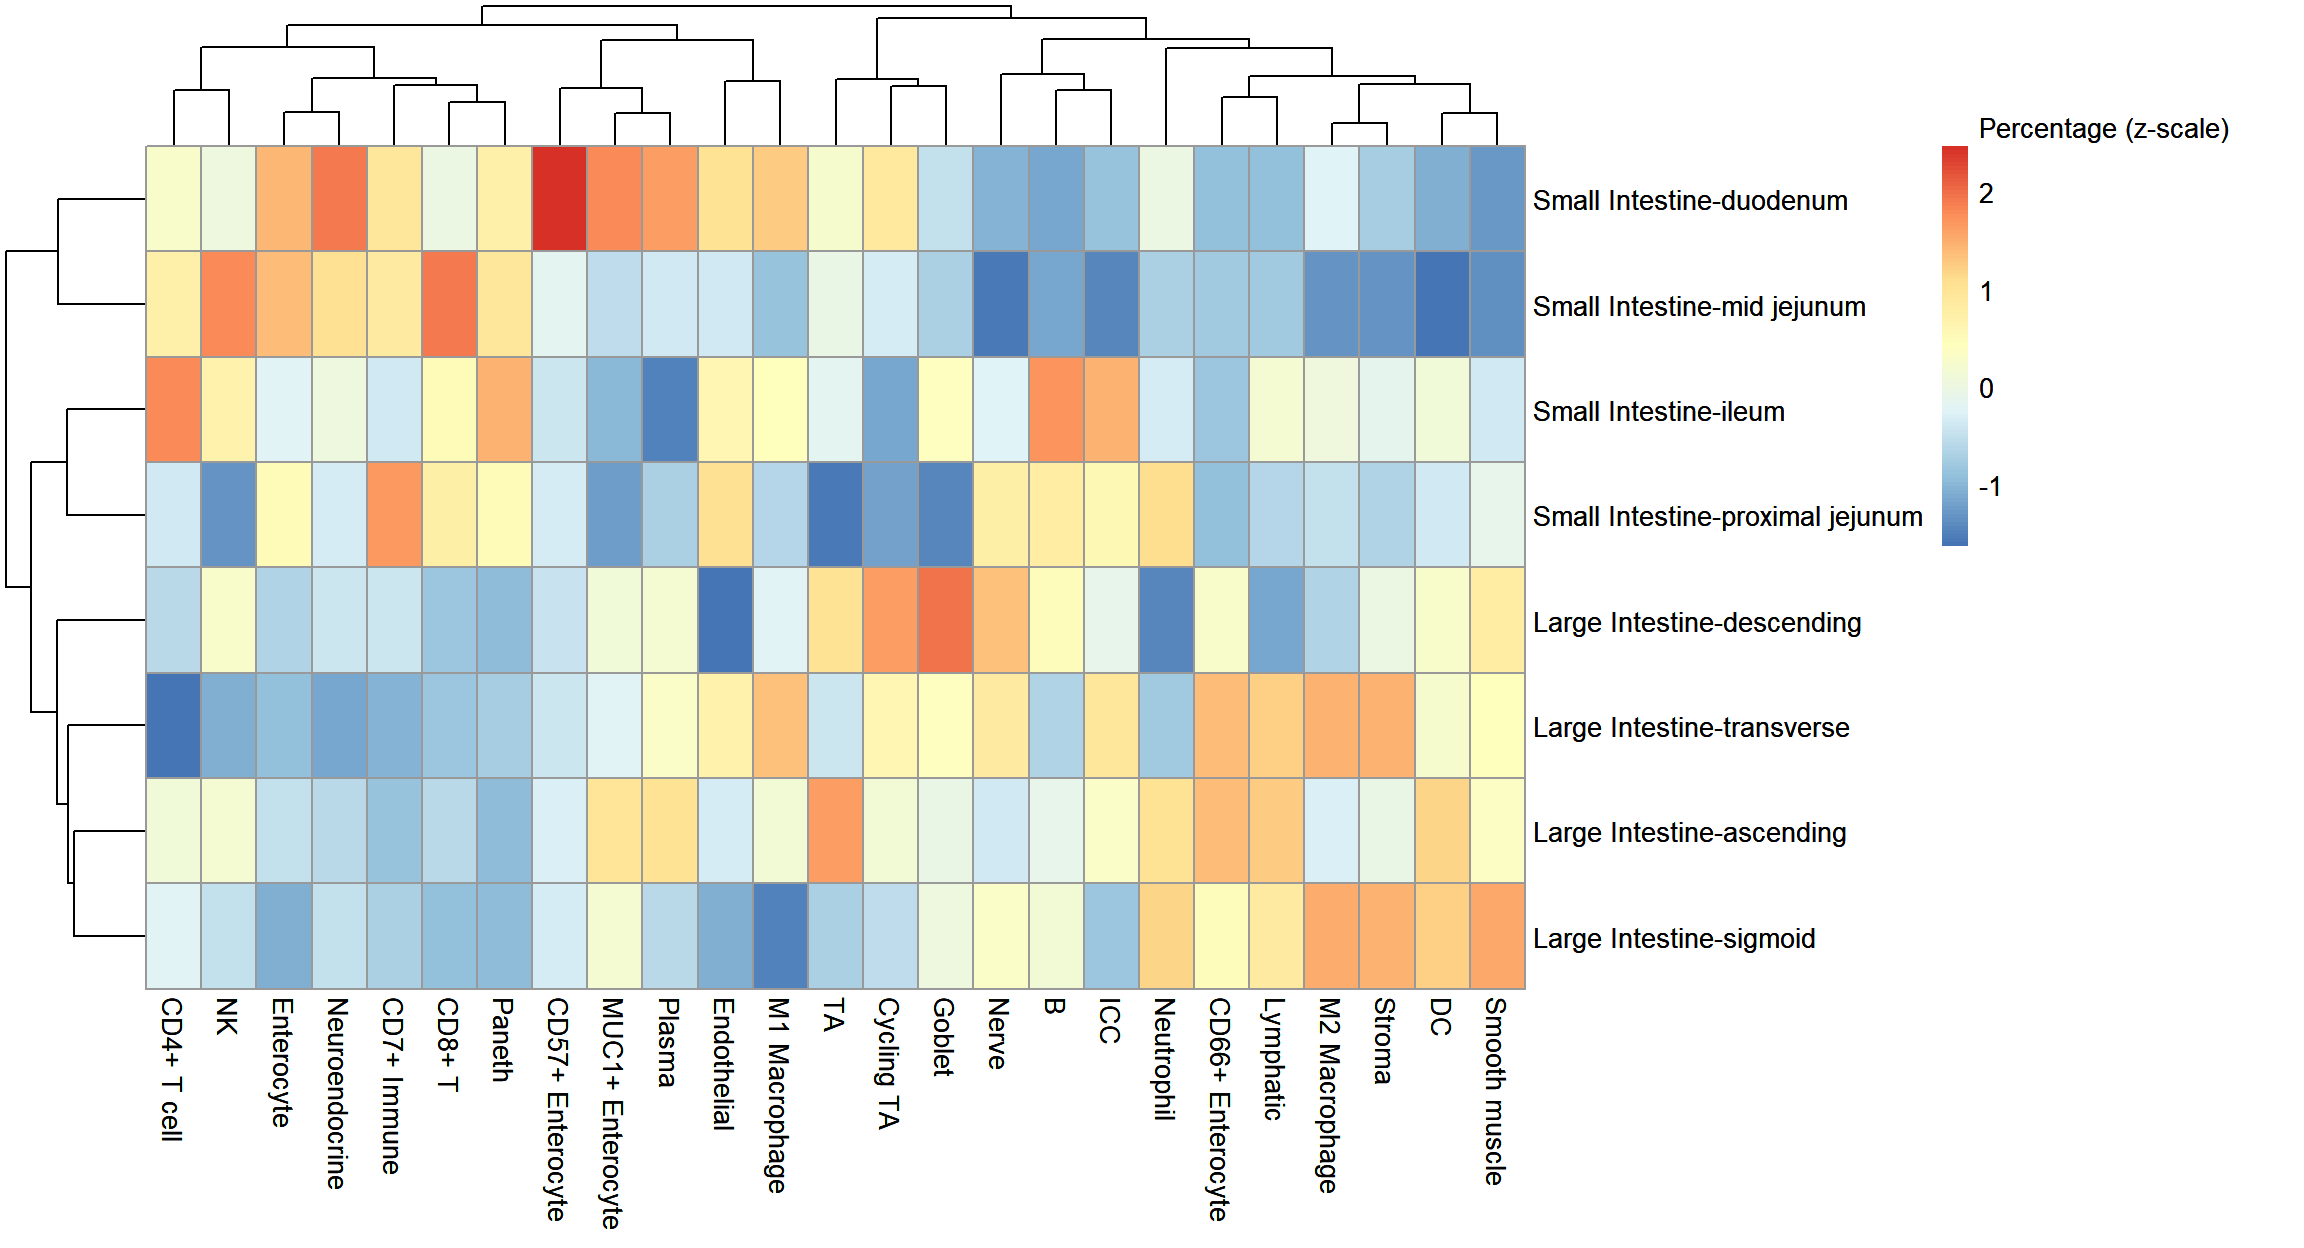 Percentage (z-scale)
2
1
0
-1
Small Intestine-duodenum
Small Intestine-mid jejunum
Small Intestine-ileum
Small Intestine-proximal jejunum
Large Intestine-descending
Large Intestine-transverse
Large Intestine-ascending
Large Intestine-sigmoid
CD4+ T cell
NK
Enterocyte
Neuroendocrine
CD7+ Immune
CD8+ T
Paneth
CD57+ Enterocyte
MUC1+ Enterocyte
Plasma
Endothelial
M1 Macrophage
TA
Cycling TA
Goblet
Nerve
B
ICC
Neutrophil
CD66+ Enterocyte
Lymphatic
M2 Macrophage
Stroma
DC
Smooth muscle